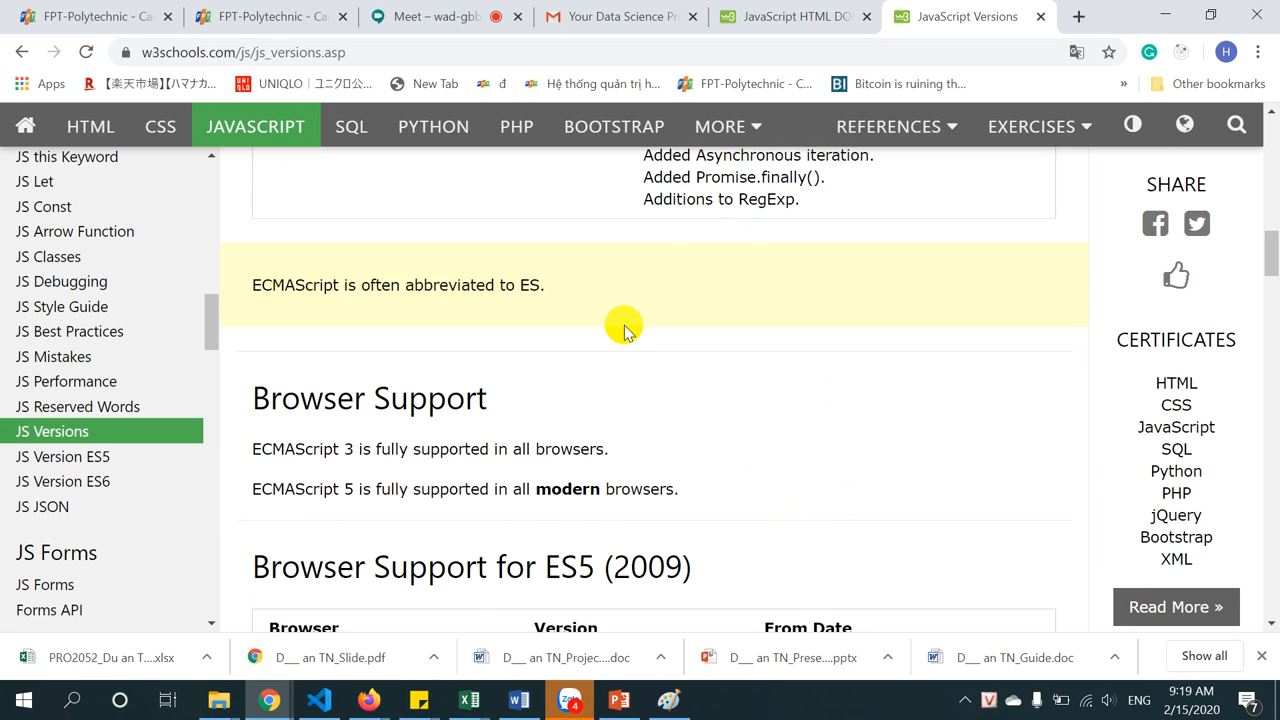 FPT-Polytechnic - Ca
FPT-Polytechnic - Ca
Meet – wad-gbb
Your Data Science P
JavaScript HTML DO
JavaScript Versions
w3schools.com/js/js_versions.asp
H
Apps
【楽天市場】【ハマナカ...
UNIQLO｜ユニクロ公...
New Tab
đ
Hệ thống quản trị h...
FPT-Polytechnic - C...
BI
Bitcoin is ruining th...
»
Other bookmarks
HTML
CSS
JAVASCRIPT
SQL
PYTHON
PHP
BOOTSTRAP
MORE
REFERENCES
EXERCISES
JS this Keyword
JS Let
JS Const
JS Arrow Function
JS Classes
JS Debugging
JS Style Guide
JS Best Practices
JS Mistakes
JS Performance
JS Reserved Words
JS Versions
JS Version ES5
JS Version ES6
JS JSON
JS Forms
JS Forms
Forms API
Added Asynchronous iteration.
Added Promise.finally().
Additions to RegExp.
ECMAScript is often abbreviated to ES.
Browser Support
ECMAScript 3 is fully supported in all browsers.
ECMAScript 5 is fully supported in all modern browsers.
Browser Support for ES5 (2009)
Browser Version From Date
SHARE
CERTIFICATES
HTML
CSS
JavaScript
SQL
Python
PHP
jQuery
Bootstrap
XML
Read More »
PRO2052_Du an T....xlsx
D___ an TN_Slide.pdf
D___ an TN_Projec....doc
D___ an TN_Prese....pptx
D___ an TN_Guide.doc
Show all
4
ENG
9:19 AM
2/15/2020
7